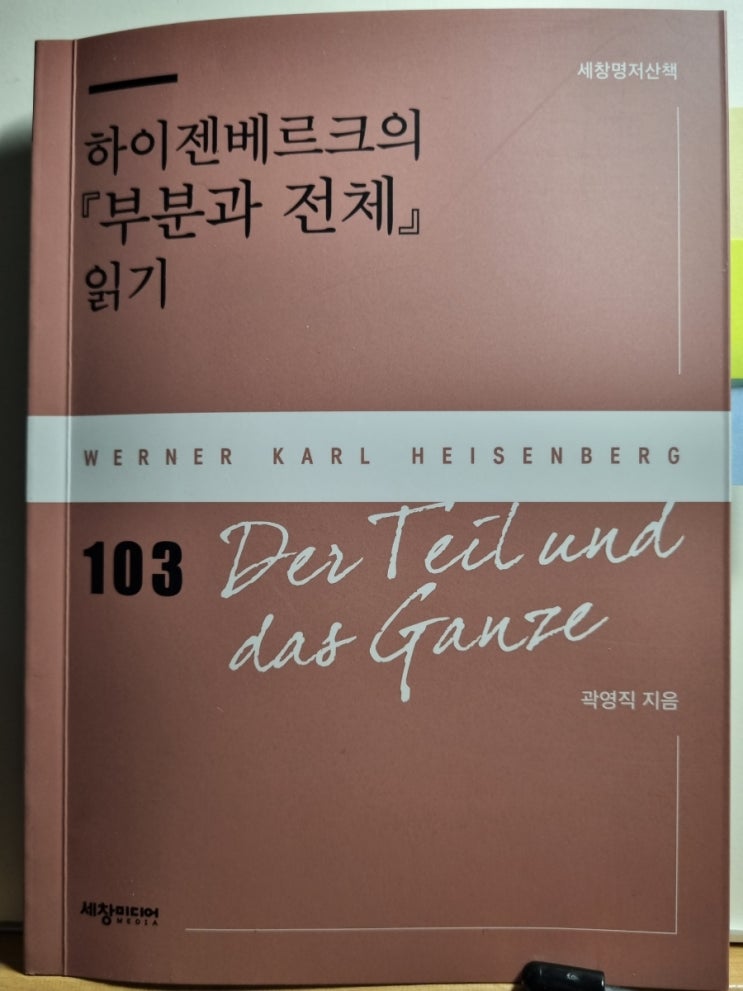 세창명저산책
하이젠베르크의
『부분과 전체』
읽기
WERNER KARL HEISENBERG
103
Der Teil und
das Ganze
곽영직 지음
세창미디어
MEDIA